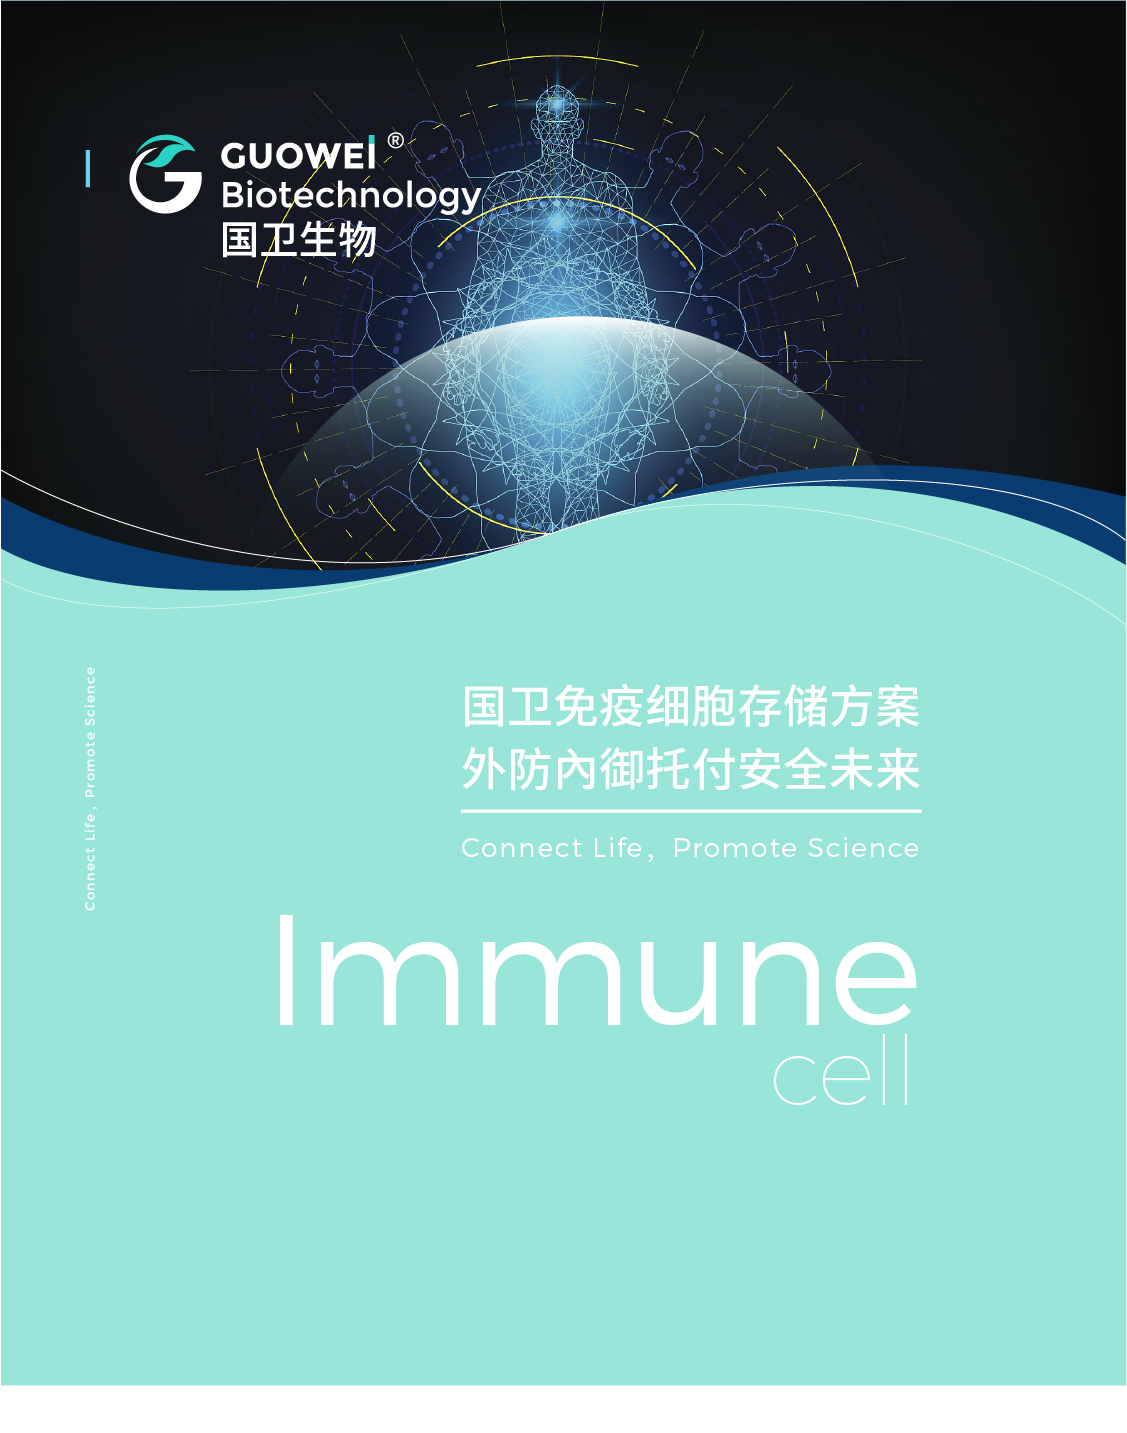 GUOWEI®
Biotechnology
国卫生物
国卫免疫细胞存储方案
外防內御托付安全未来
Connect Life，Promote Science
Connect Life，Promote Science
Immune
cell